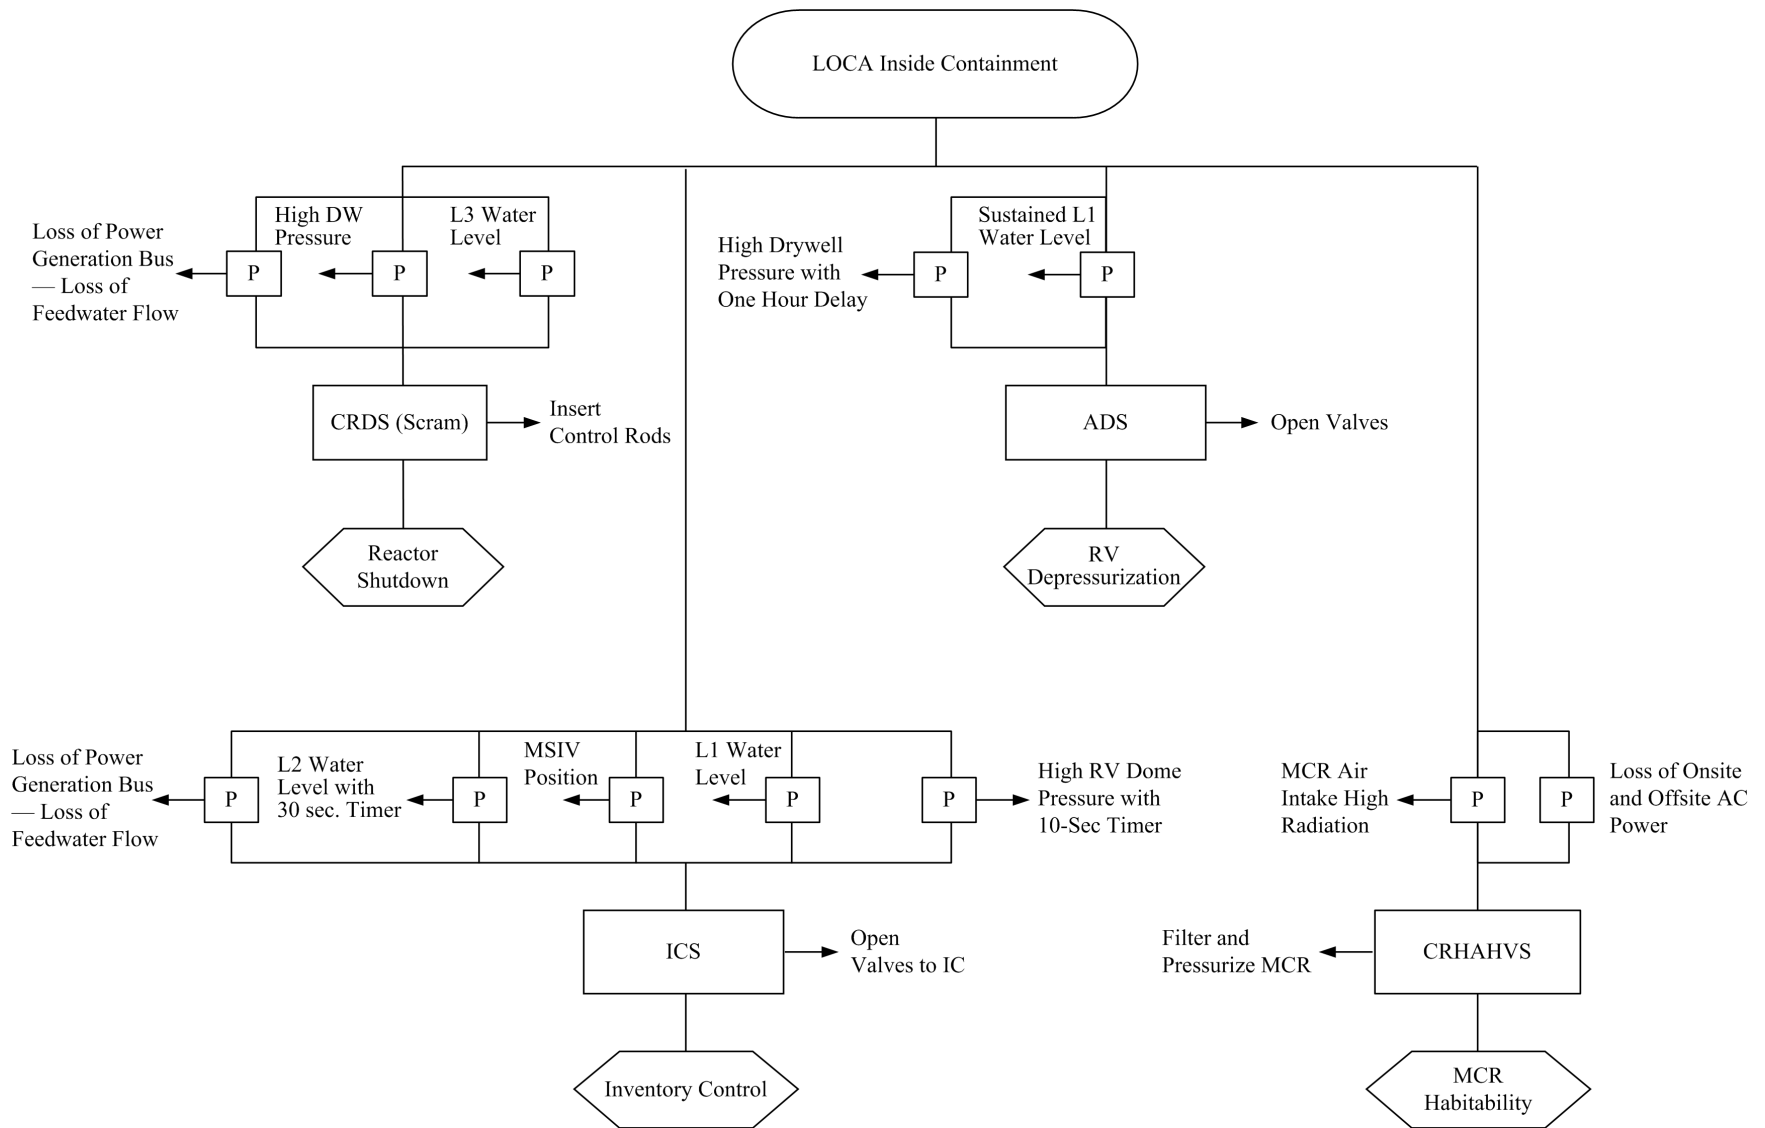 LOCA Inside Containment
Loss of Power
Generation Bus
— Loss of
Feedwater Flow
P
High DW
Pressure
P
L3 Water
Level
P
High Drywell
Pressure with
One Hour Delay
P
Sustained L1
Water Level
P
CRDS (Scram)
Insert
Control Rods
ADS
Open Valves
Reactor
Shutdown
RV
Depressurization
Loss of Power
Generation Bus
— Loss of
Feedwater Flow
P
L2 Water
Level with
30 sec. Timer
P
MSIV
Position
P
L1 Water
Level
P
P
High RV Dome
Pressure with
10-Sec Timer
MCR Air
Intake High
Radiation
P
P
Loss of Onsite
and Offsite AC
Power
ICS
Open
Valves to IC
Filter and
Pressurize MCR
CRHAHVS
Inventory Control
MCR
Habitability